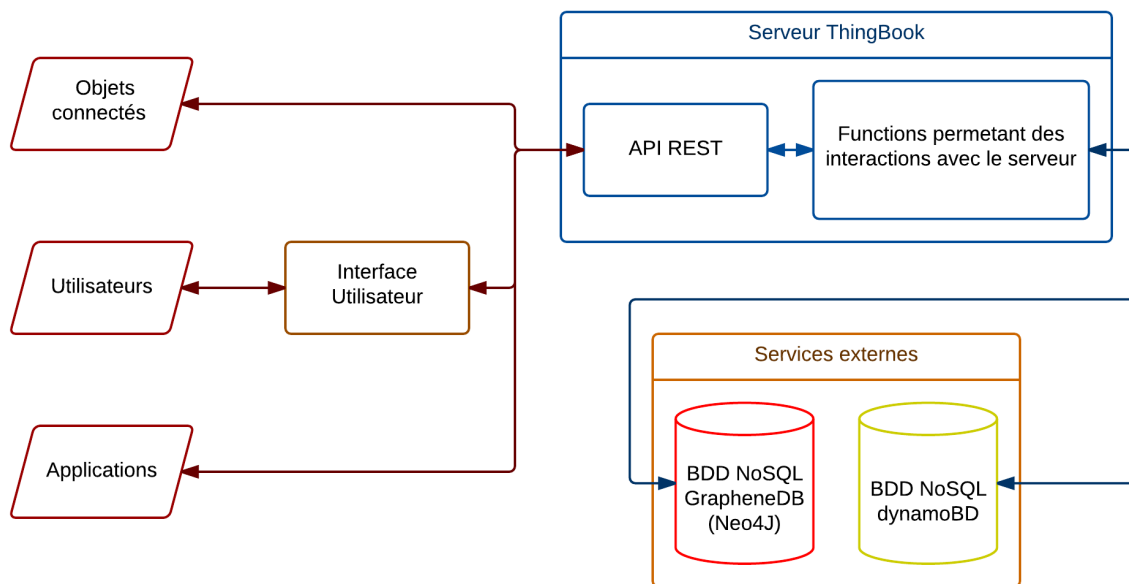 Serveur ThingBook
Objets
connectés
API REST
Functions permetant des
interactions avec le serveur
Utilisateurs
Interface
Utilisateur
Services externes
Applications
BDD NoSQL
GrapheneDB
(Neo4J)
BDD NoSQL
dynamoBD